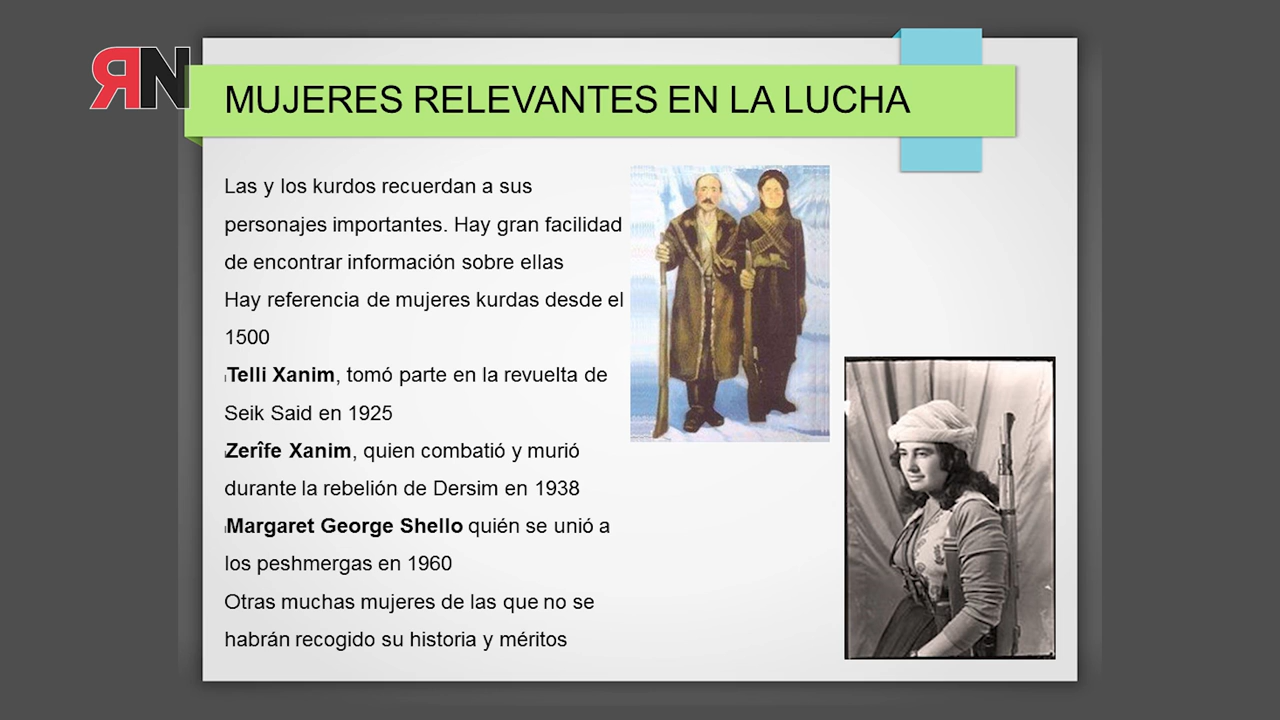 RN
MUJERES RELEVANTES EN LA LUCHA
Las y los kurdos recuerdan a sus
personajes importantes. Hay gran facilidad
de encontrar información sobre ellas
Hay referencia de mujeres kurdas desde el
1500
Telli Xanim, tomó parte en la revuelta de
Seik Said en 1925
Zerîfe Xanim, quien combatió y murió
durante la rebelión de Dersim en 1938
Margaret George Shello quién se unió a
los peshmergas en 1960
Otras muchas mujeres de las que no se
habrán recogido su historia y méritos